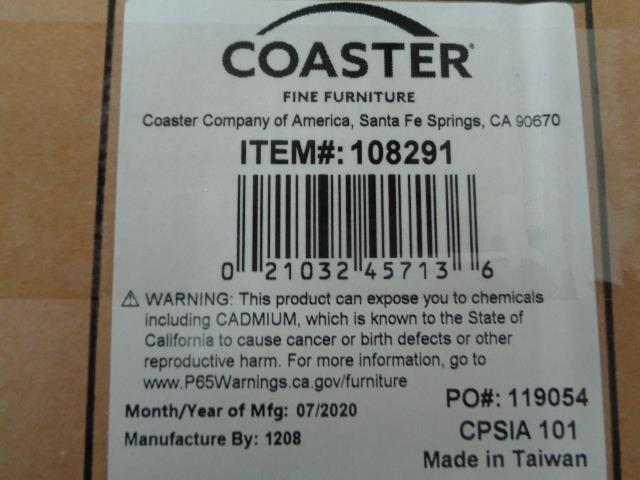 COASTER®
FINE FURNITURE
Coaster Company of America, Santa Fe Springs, CA 90670
ITEM#: 108291
0 21032 45713 6
⚠ WARNING: This product can expose you to chemicals
including CADMIUM, which is known to the State of
California to cause cancer or birth defects or other
reproductive harm. For more information, go to
www.P65Warnings.ca.gov/furniture
Month/Year of Mfg: 07/2020
PO#: 119054
Manufacture By: 1208
CPSIA 101
Made in Taiwan